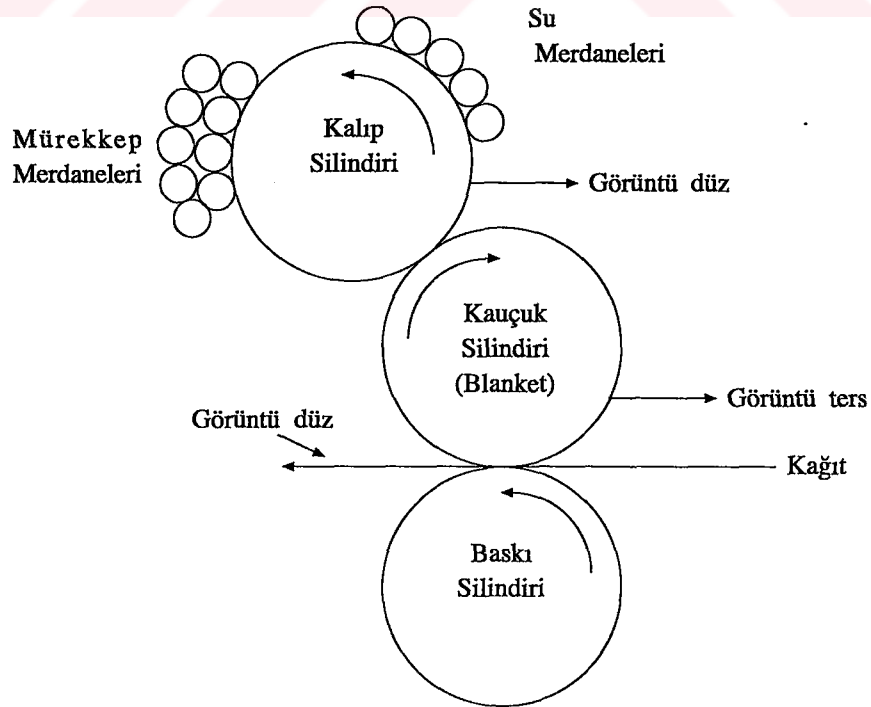 Su
Merdaneleri
Mürekkep
Merdaneleri
Kalıp
Silindiri
Görüntü düz
Kauçuk
Silindiri
(Blanket)
Görüntü ters
Görüntü düz
Kağıt
Baskı
Silindiri